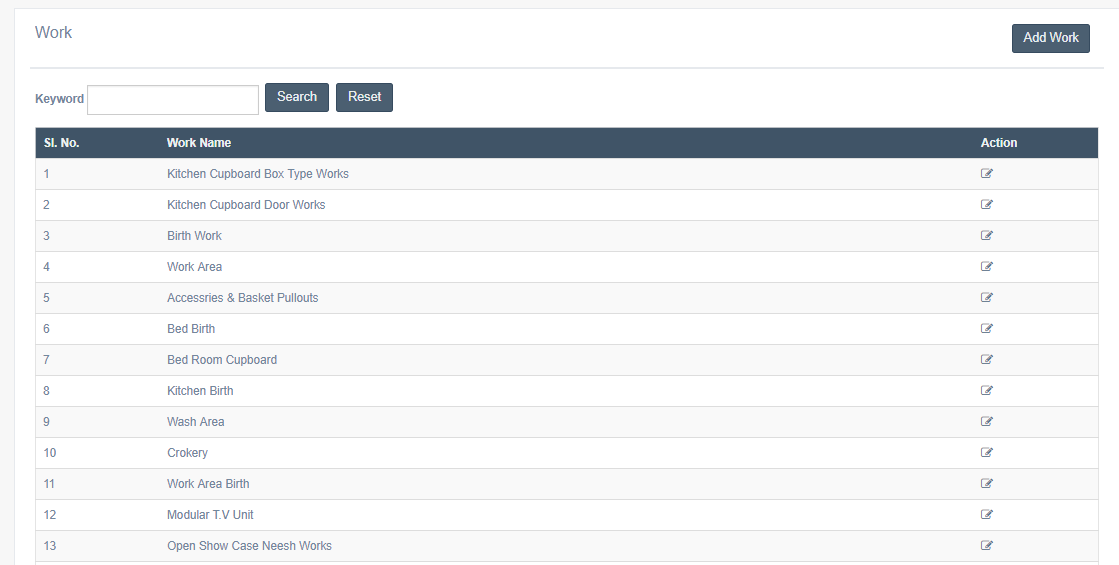 Work
Add Work
Keyword Search Reset
Sl. No. Work Name Action
1 Kitchen Cupboard Box Type Works
2 Kitchen Cupboard Door Works
3 Birth Work
4 Work Area
5 Accessries & Basket Pullouts
6 Bed Birth
7 Bed Room Cupboard
8 Kitchen Birth
9 Wash Area
10 Crokery
11 Work Area Birth
12 Modular T.V Unit
13 Open Show Case Neesh Works